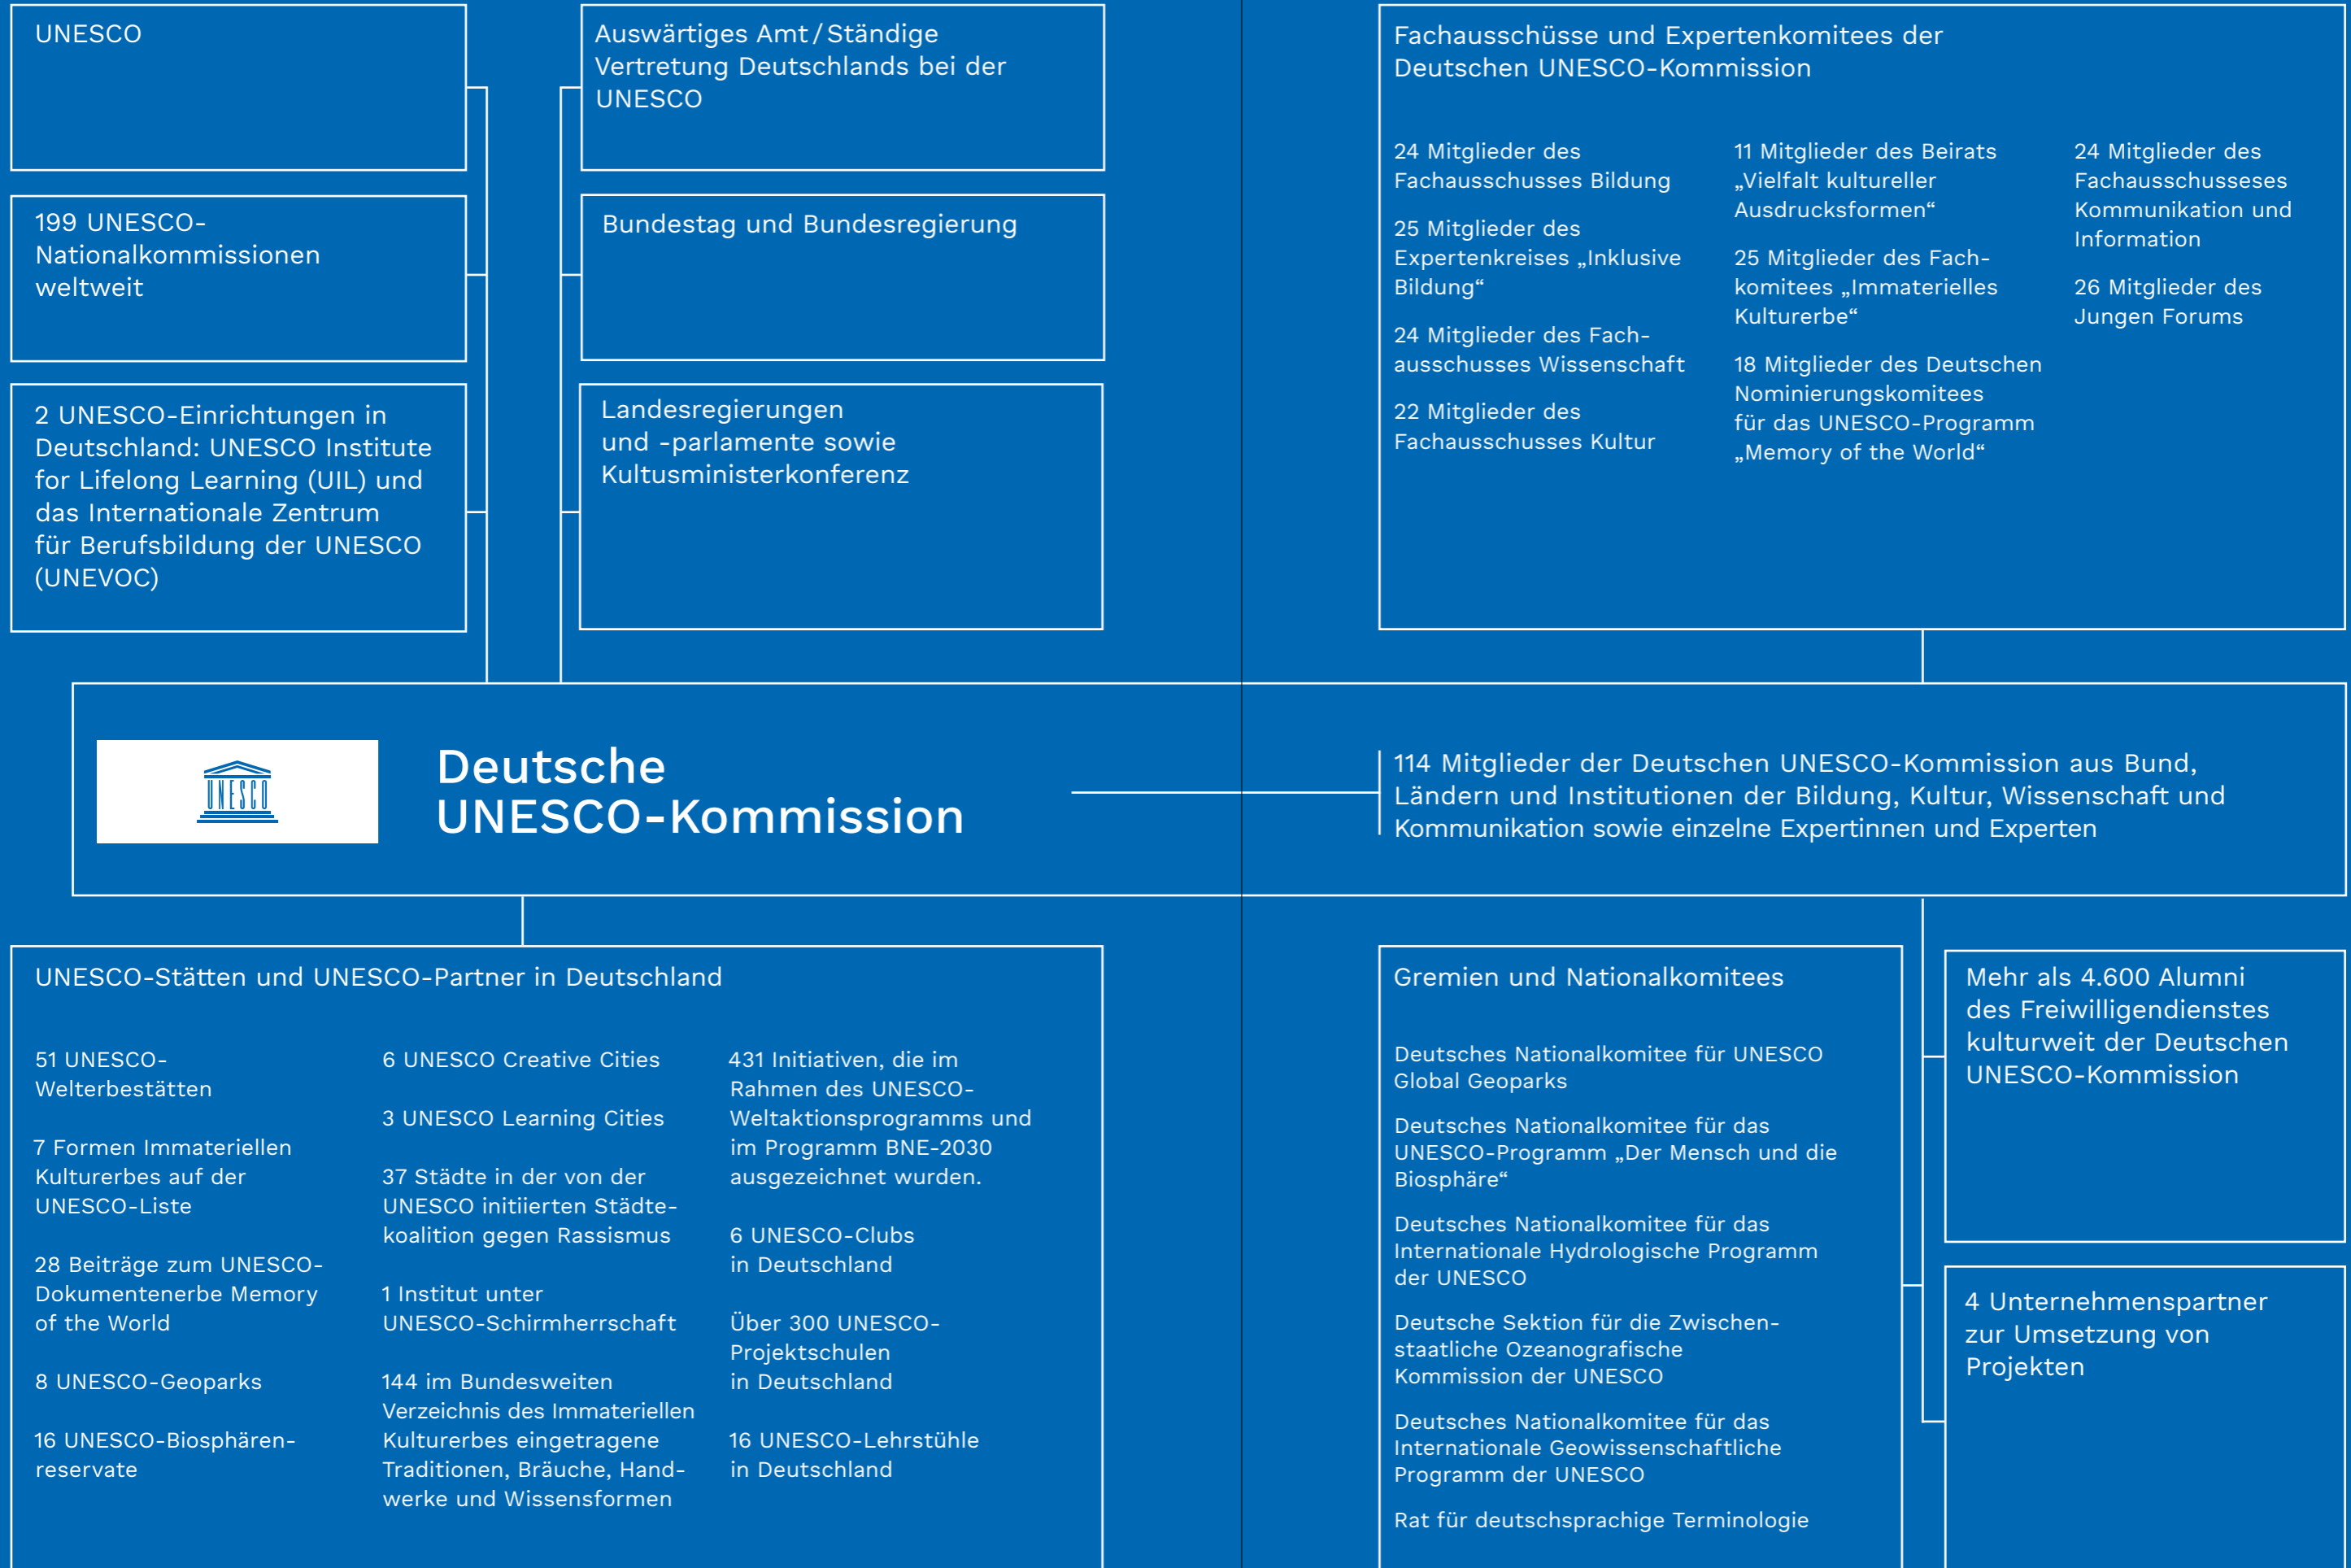 UNESCO
199 UNESCO-
Nationalkommissionen
weltweit
2 UNESCO-Einrichtungen in
Deutschland: UNESCO Institute
for Lifelong Learning (UIL) und
das Internationale Zentrum
für Berufsbildung der UNESCO
(UNEVOC)
Auswärtiges Amt / Ständige
Vertretung Deutschlands bei der
UNESCO
Bundestag und Bundesregierung
Landesregierungen
und -parlamente sowie
Kultusministerkonferenz
Fachausschüsse und Expertenkomitees der
Deutschen UNESCO-Kommission
24 Mitglieder des
Fachausschusses Bildung
25 Mitglieder des
Expertenkreises „Inklusive
Bildung“
24 Mitglieder des Fach-
ausschusses Wissenschaft
22 Mitglieder des
Fachausschusses Kultur
11 Mitglieder des Beirats
„Vielfalt kultureller
Ausdrucksformen“
25 Mitglieder des Fach-
komitees „Immaterielles
Kulturerbe“
18 Mitglieder des Deutschen
Nominierungskomitees
für das UNESCO-Programm
„Memory of the World“
24 Mitglieder des
Fachausschusseses
Kommunikation und
Information
26 Mitglieder des
Jungen Forums
UNESCO
Deutsche
UNESCO-Kommission
114 Mitglieder der Deutschen UNESCO-Kommission aus Bund,
Ländern und Institutionen der Bildung, Kultur, Wissenschaft und
Kommunikation sowie einzelne Expertinnen und Experten
UNESCO-Stätten und UNESCO-Partner in Deutschland
51 UNESCO-
Welterbestätten
7 Formen Immateriellen
Kulturerbes auf der
UNESCO-Liste
28 Beiträge zum UNESCO-
Dokumentenerbe Memory
of the World
8 UNESCO-Geoparks
16 UNESCO-Biosphären-
reservate
6 UNESCO Creative Cities
3 UNESCO Learning Cities
37 Städte in der von der
UNESCO initiierten Städte-
koalition gegen Rassismus
1 Institut unter
UNESCO-Schirmherrschaft
144 im Bundesweiten
Verzeichnis des Immateriellen
Kulturerbes eingetragene
Traditionen, Bräuche, Hand-
werke und Wissensformen
431 Initiativen, die im
Rahmen des UNESCO-
Weltaktionsprogramms und
im Programm BNE-2030
ausgezeichnet wurden.
6 UNESCO-Clubs
in Deutschland
Über 300 UNESCO-
Projektschulen
in Deutschland
16 UNESCO-Lehrstühle
in Deutschland
Gremien und Nationalkomitees
Deutsches Nationalkomitee für UNESCO
Global Geoparks
Deutsches Nationalkomitee für das
UNESCO-Programm „Der Mensch und die
Biosphäre“
Deutsches Nationalkomitee für das
Internationale Hydrologische Programm
der UNESCO
Deutsche Sektion für die Zwischen-
staatliche Ozeanografische
Kommission der UNESCO
Deutsches Nationalkomitee für das
Internationale Geowissenschaftliche
Programm der UNESCO
Rat für deutschsprachige Terminologie
Mehr als 4.600 Alumni
des Freiwilligendienstes
kulturweit der Deutschen
UNESCO-Kommission
4 Unternehmenspartner
zur Umsetzung von
Projekten